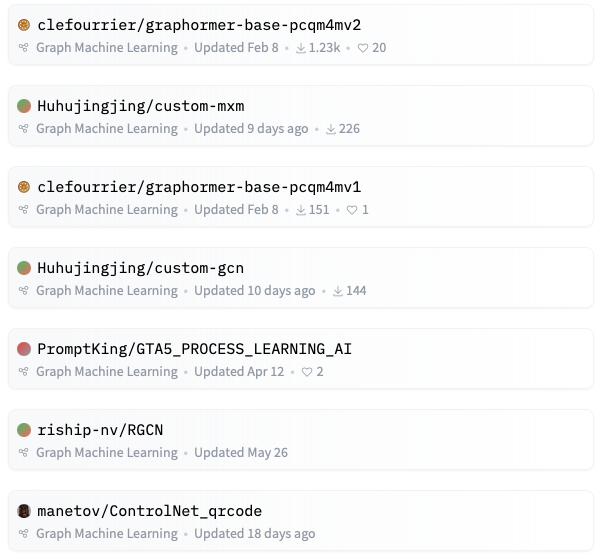 clefourrier/graphormer-base-pcqm4mv2
Graph Machine Learning • Updated Feb 8 • 1.23k • 20
Huhujingjing/custom-mxm
Graph Machine Learning • Updated 9 days ago • 226
clefourrier/graphormer-base-pcqm4mv1
Graph Machine Learning • Updated Feb 8 • 151 • 1
Huhujingjing/custom-gcn
Graph Machine Learning • Updated 10 days ago • 144
PromptKing/GTA5_PROCESS_LEARNING_AI
Graph Machine Learning • Updated Apr 12 • 2
riship-nv/RGCN
Graph Machine Learning • Updated May 26
manetov/ControlNet_qrcode
Graph Machine Learning • Updated 18 days ago